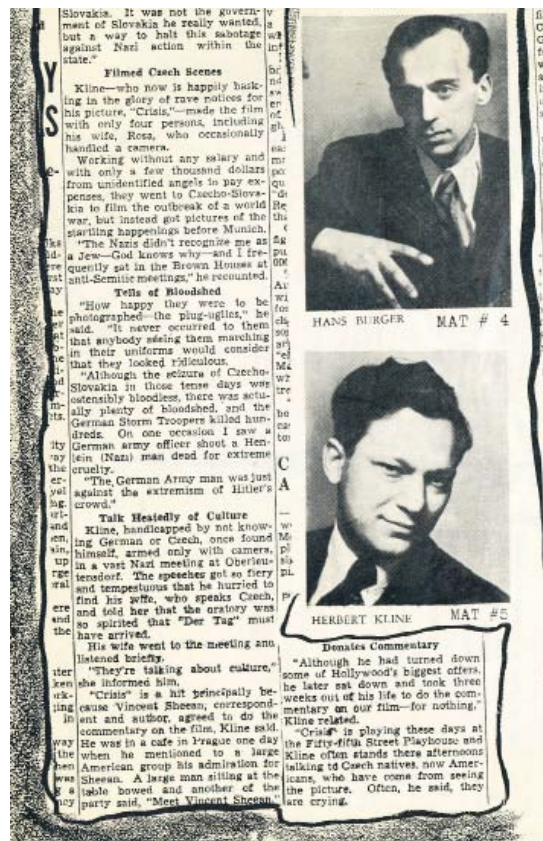 Slovakia. It was not the govern-
ment of Slovakia he really wanted,
but a way to halt this sabotage
against Nazi action within the
state."
Filmed Czech Scenes
Kline—who now is happily bask-
ing in the glory of rave notices for
his picture, "Crisis,"—made the film
with only four persons, including
his wife, Rosa, who occasionally
handled a camera.
Working without any salary and
with only a few thousand dollars
from unidentified angels to pay ex-
penses, they went to Czecho-Slova-
kia to film the outbreak of a world
war, but instead got pictures of the
startling happenings before Munich.
"The Nazis didn't recognize me as
a Jew—God knows why—and I fre-
quently sat in the Brown Houses at
anti-Semitic meetings," he recounted.
Tells of Bloodshed
"How happy they were to be
photographed—the plug-uglies," he
said. "It never occurred to them
that anybody seeing them marching
in their uniforms would consider
that they looked ridiculous.
"Although the seizure of Czecho-
Slovakia in those tense days was
ostensibly bloodless, there was actu-
ally plenty of bloodshed, and the
German Storm Troopers killed hun-
dreds. On one occasion I saw a
German army officer shoot a Hen-
lein (Nazi) man dead for extreme
cruelty.
"The German Army man was just
against the extremism of Hitler's
crowd."
Talk Heatedly of Culture
Kline, handicapped by not know-
ing German or Czech, once found
himself, armed only with camera,
in a vast Nazi meeting at Oberleu-
tensdorf. The speeches got so fiery
and tempestuous that he hurried to
find his wife, who speaks Czech,
and told her that the oratory was
so spirited that "Der Tag" must
have arrived.
His wife went to the meeting and
listened briefly.
"They're talking about culture,"
she informed him.
"Crisis" is a hit principally be-
cause Vincent Sheean, correspond-
ent and author, agreed to do the
commentary on the film, Kline said.
He was in a cafe in Prague one day
when he mentioned to a large
American group his admiration for
Sheean. A large man sitting at the
table bowed and another of the
party said, "Meet Vincent Sheean."
HANS BURGER MAT # 4
HERBERT KLINE MAT #5
Donates Commentary
"Although he had turned down
some of Hollywood's biggest offers,
he later sat down and took three
weeks out of his life to do the com-
mentary on our film—for nothing,"
Kline related.
"Crisis" is playing these days at
the Fifty-fifth Street Playhouse and
Kline often stands there afternoons
talking to Czech natives, now Amer-
icans, who have come from seeing
the picture. Often, he said, they
are crying.